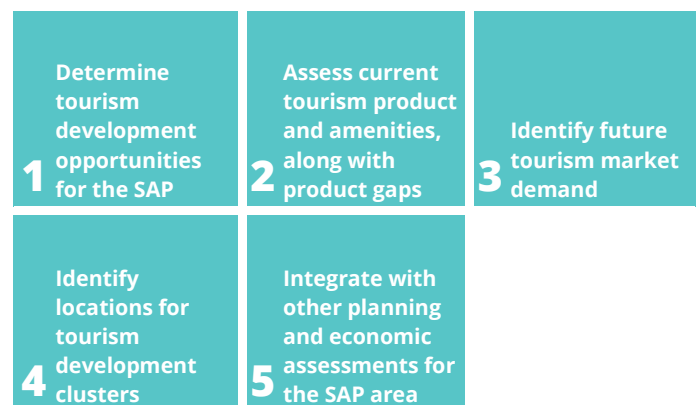 Determine
tourism
development
opportunities
1 for the SAP
Assess current
tourism product
and amenities,
along with
2 product gaps
Identify future
tourism market
3 demand
Identify
locations for
tourism
development
4 clusters
Integrate with
other planning
and economic
assessments for
5 the SAP area